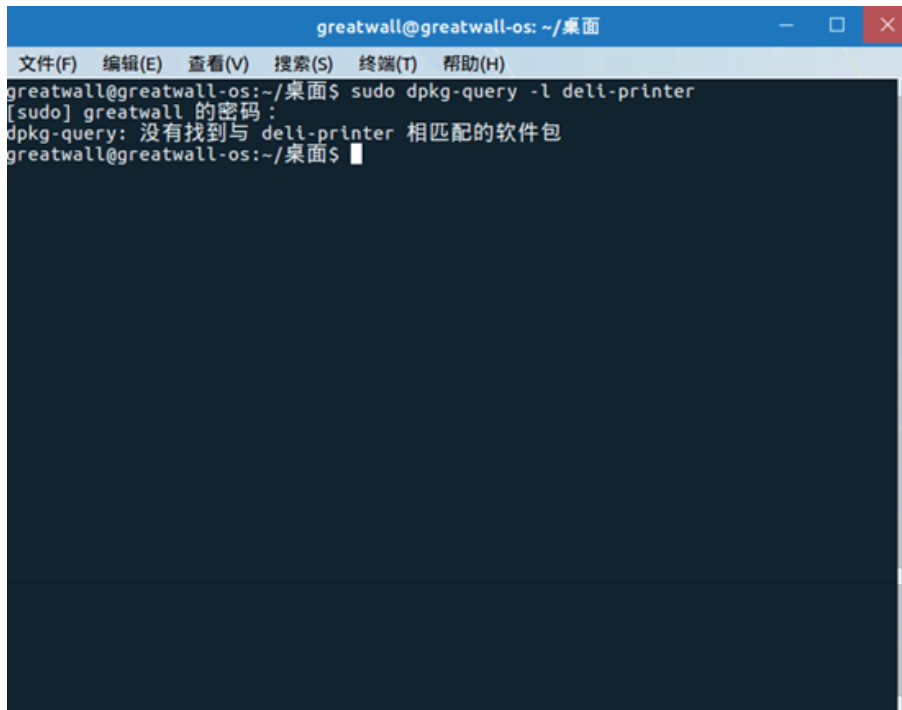 greatwall@greatwall-os: ~/桌面
文件(F) 编辑(E) 查看(V) 搜索(S) 终端(T) 帮助(H)
greatwall@greatwall-os:~/桌面$ sudo dpkg-query -l deli-printer
[sudo] greatwall 的密码：
dpkg-query: 没有找到与 deli-printer 相匹配的软件包
greatwall@greatwall-os:~/桌面$